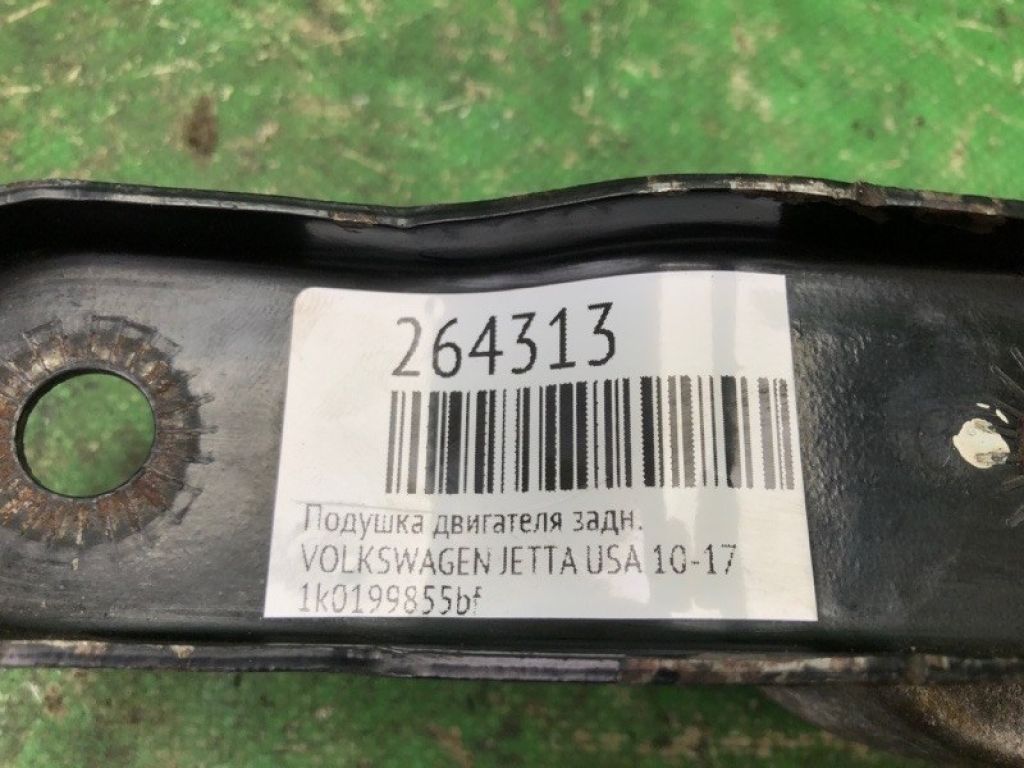 264313
Подушка двигателя задн.
VOLKSWAGEN JETTA USA 10-17
1k0199855bf